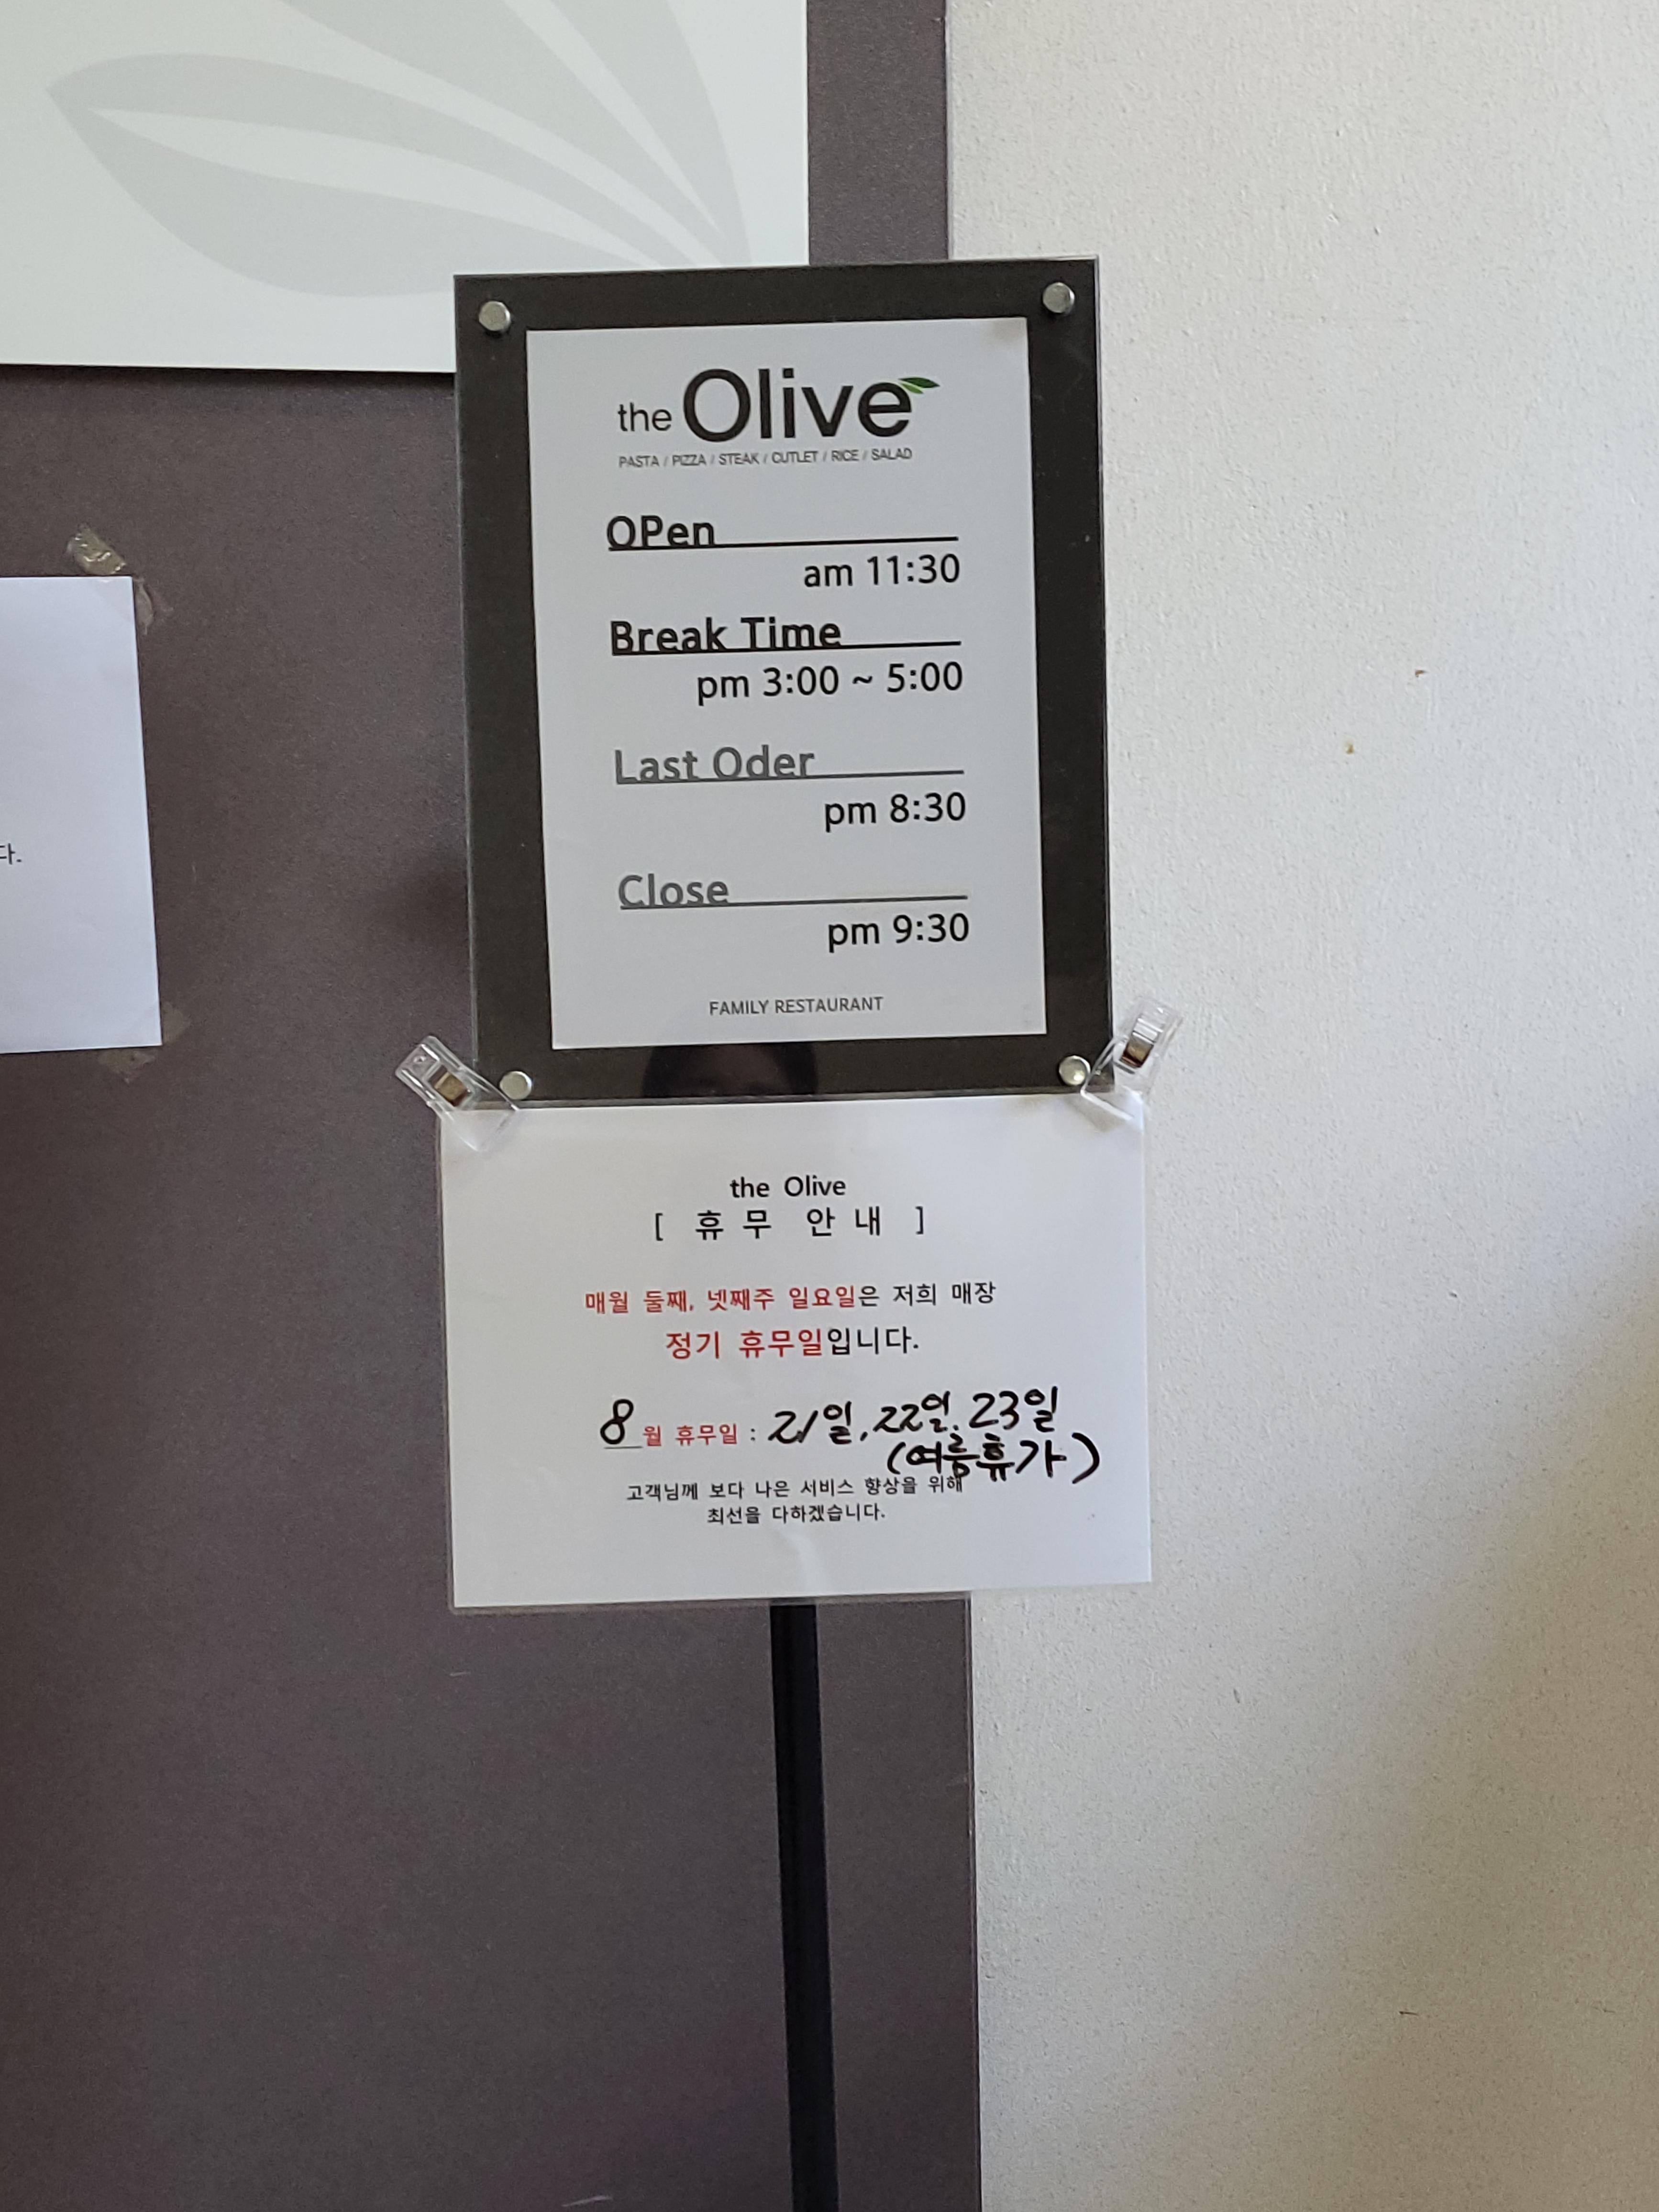 the Olive
PASTA / PIZZA / STEAK / CUTLET / RICE / SALAD
OPen
am 11:30
Break Time
pm 3:00 ~ 5:00
Last Oder
pm 8:30
Close
pm 9:30
FAMILY RESTAURANT
다.
the Olive
[ 휴 무 안 내 ]
매월 둘째, 넷째주 일요일은 저희 매장
정기 휴무일입니다.
8월 휴무일 : 21일, 22일, 23일
(여름휴가)
고객님께 보다 나은 서비스 향상을 위해
최선을 다하겠습니다.